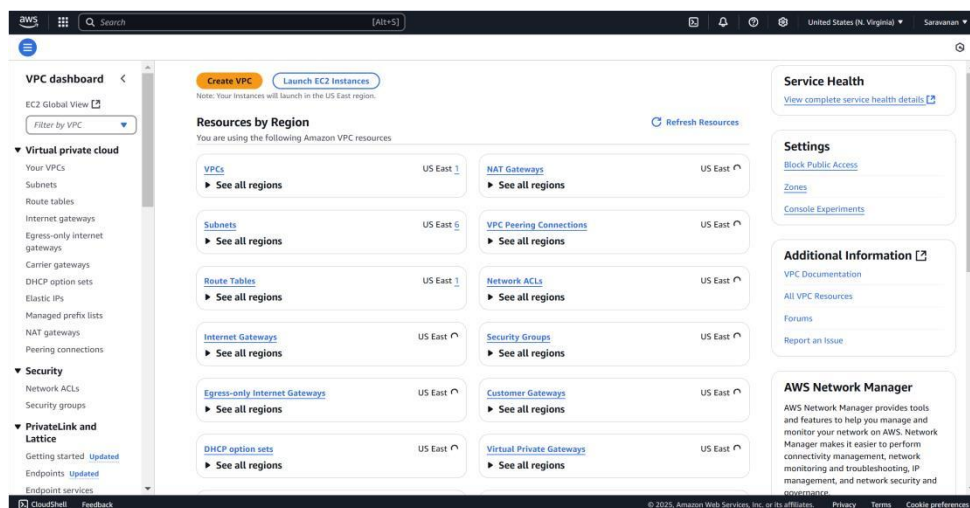 aws
Search [Alt+S]
United States (N. Virginia) ▼ Saravanan ▼
VPC dashboard
EC2 Global View
Filter by VPC
Virtual private cloud
Your VPCs
Subnets
Route tables
Internet gateways
Egress-only internet
gateways
Carrier gateways
DHCP option sets
Elastic IPs
Managed prefix lists
NAT gateways
Peering connections
Security
Network ACLs
Security groups
PrivateLink and
Lattice
Getting started Updated
Endpoints Updated
Endpoint services
Create VPC Launch EC2 Instances
Note: Your Instances will launch in the US East region.
Resources by Region Refresh Resources
You are using the following Amazon VPC resources
VPCs US East 1
See all regions
NAT Gateways US East
See all regions
Subnets US East 6
See all regions
VPC Peering Connections US East
See all regions
Route Tables US East 1
See all regions
Network ACLs US East
See all regions
Internet Gateways US East
See all regions
Security Groups US East
See all regions
Egress-only Internet Gateways US East
See all regions
Customer Gateways US East
See all regions
DHCP option sets US East
See all regions
Virtual Private Gateways US East
See all regions
Service Health
View complete service health details
Settings
Block Public Access
Zones
Console Experiments
Additional Information
VPC Documentation
All VPC Resources
Forums
Report an Issue
AWS Network Manager
AWS Network Manager provides tools
and features to help you manage and
monitor your network on AWS. Network
Manager makes it easier to perform
connectivity management, network
monitoring and troubleshooting, IP
management, and network security and
governance.
CloudShell Feedback
© 2025, Amazon Web Services, Inc. or its affiliates. Privacy Terms Cookie preferences